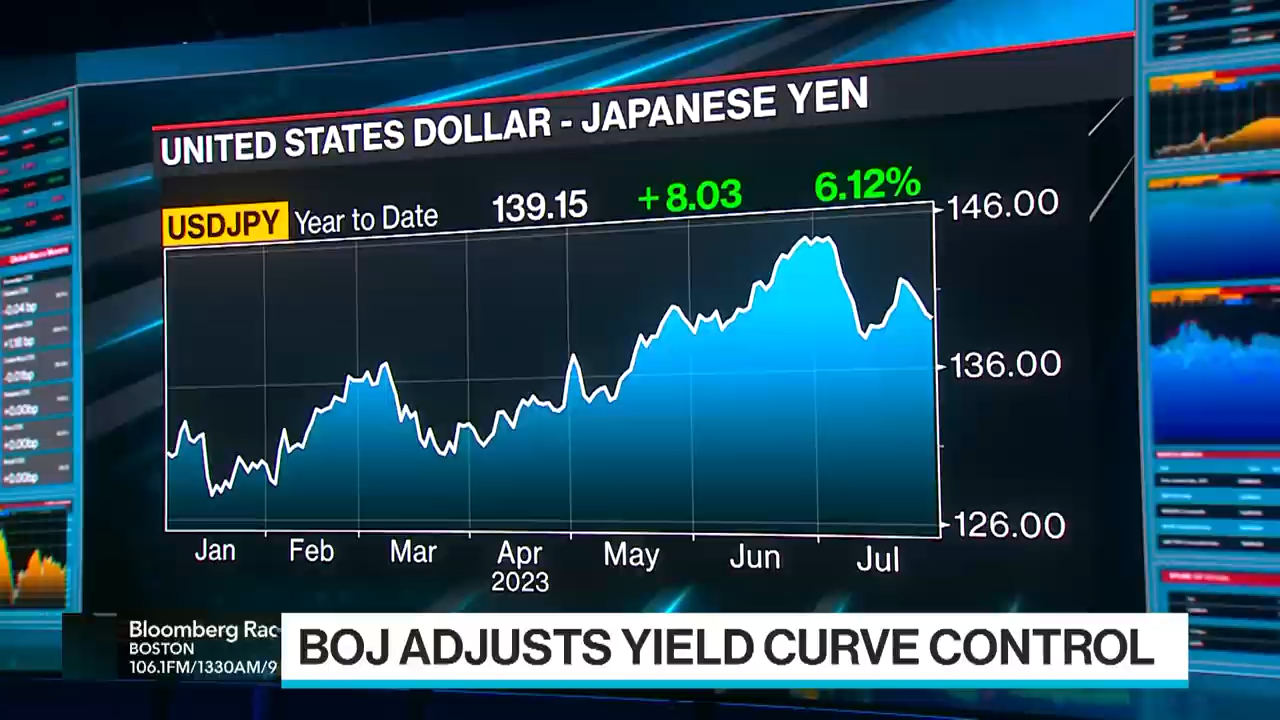 UNITED STATES DOLLAR - JAPANESE YEN
USDJPY Year to Date 139.15 +8.03 6.12%
146.00
136.00
126.00
Jan Feb Mar Apr May Jun Jul
2023
Bloomberg Rac
BOSTON
106.1FM/1330AM/9
BOJ ADJUSTS YIELD CURVE CONTROL